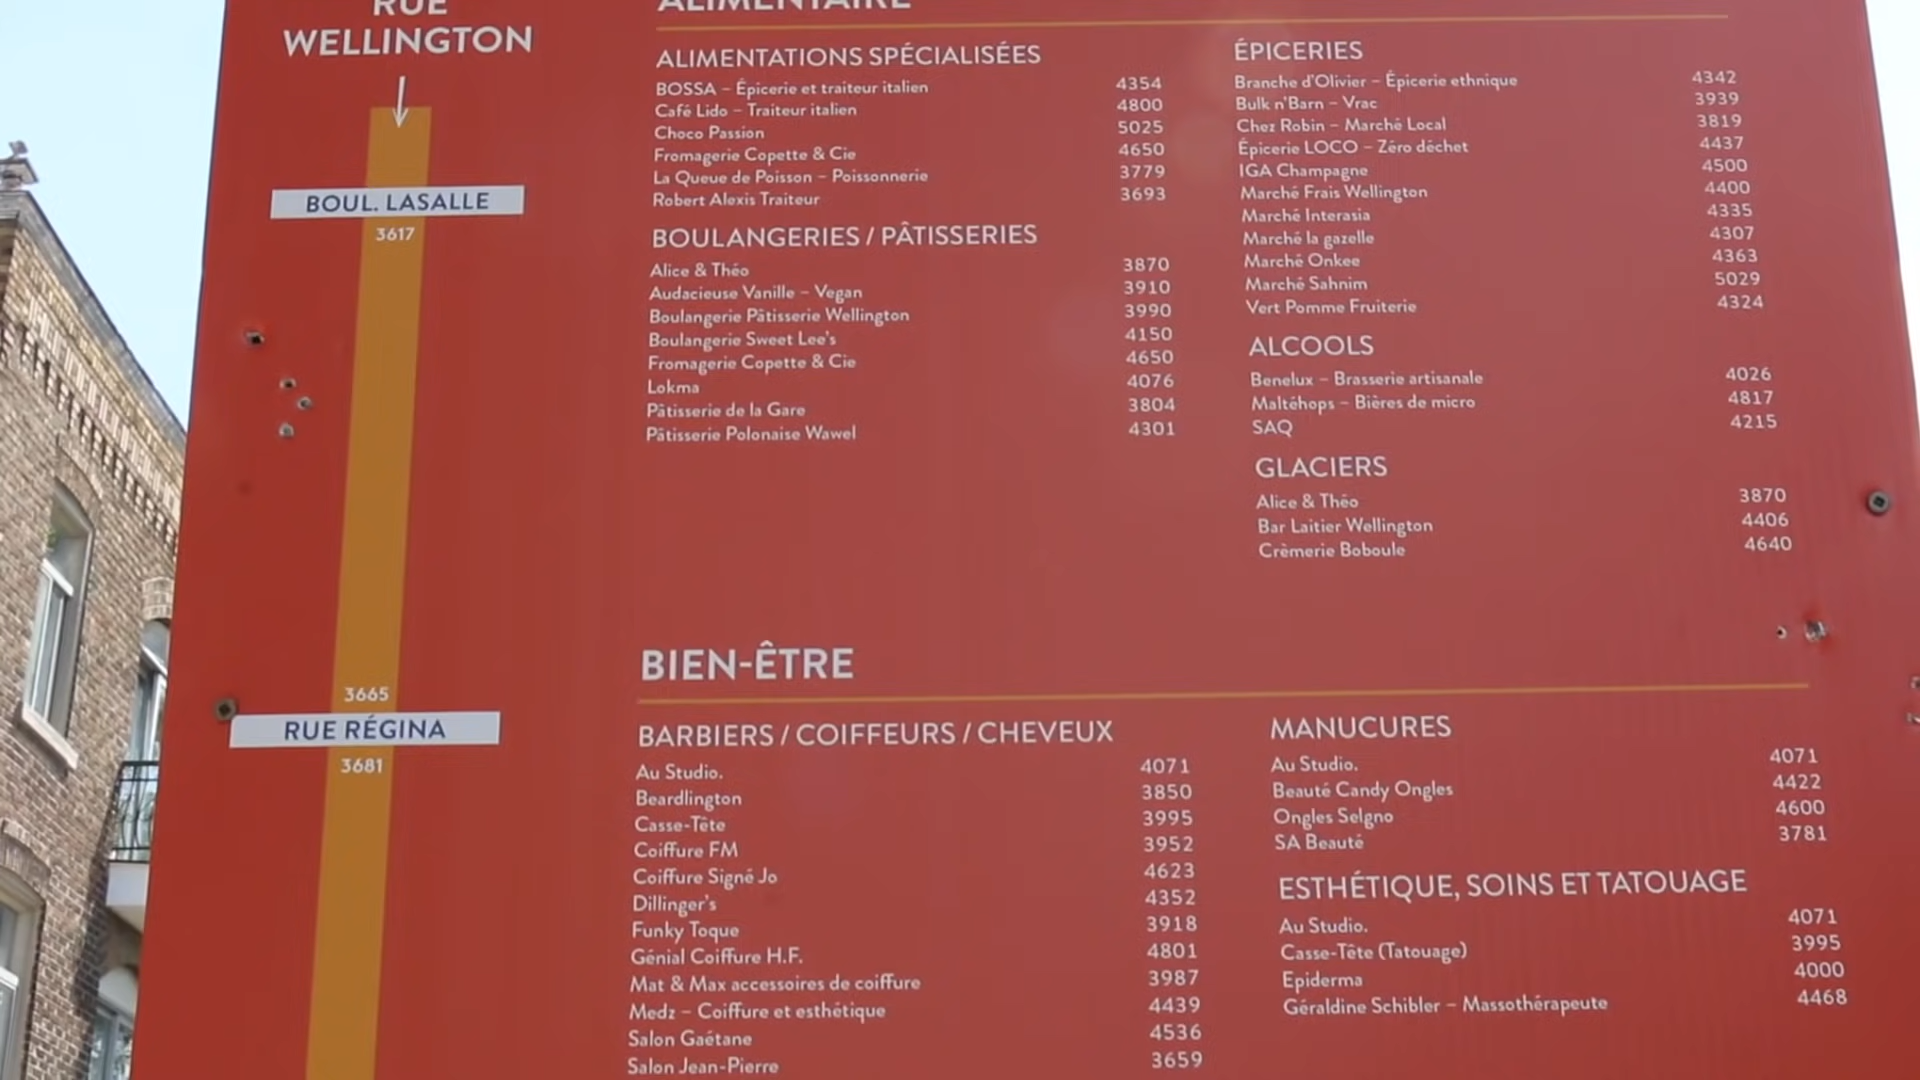 RUE
WELLINGTON
BOUL. LASALLE
3617
3665
RUE RÉGINA
3681
ALIMENTAIRE
ALIMENTATIONS SPÉCIALISÉES
BOSSA – Épicerie et traiteur italien 4354
Café Lido – Traiteur italien 4800
Choco Passion 5025
Fromagerie Copette & Cie 4650
La Queue de Poisson – Poissonnerie 3779
Robert Alexis Traiteur 3693
BOULANGERIES / PÂTISSERIES
Alice & Théo 3870
Audacieuse Vanille – Vegan 3910
Boulangerie Pâtisserie Wellington 3990
Boulangerie Sweet Lee's 4150
Fromagerie Copette & Cie 4650
Lokma 4076
Pâtisserie de la Gare 3804
Pâtisserie Polonaise Wawel 4301
ÉPICERIES
Branche d'Olivier – Épicerie ethnique 4342
Bulk n'Barn – Vrac 3939
Chez Robin – Marché Local 3819
Épicerie LOCO – Zéro déchet 4437
IGA Champagne 4500
Marché Frais Wellington 4400
Marché Interasia 4335
Marché la gazelle 4307
Marché Onkee 4363
Marché Sahnim 5029
Vert Pomme Fruiterie 4324
ALCOOLS
Benelux – Brasserie artisanale 4026
Maltéhops – Bières de micro 4817
SAQ 4215
GLACIERS
Alice & Théo 3870
Bar Laitier Wellington 4406
Crèmerie Boboule 4640
BIEN-ÊTRE
BARBIERS / COIFFEURS / CHEVEUX
Au Studio. 4071
Beardlington 3850
Casse-Tête 3995
Coiffure FM 3952
Coiffure Signé Jo 4623
Dillinger's 4352
Funky Toque 3918
Génial Coiffure H.F. 4801
Mat & Max accessoires de coiffure 3987
Medz – Coiffure et esthétique 4439
Salon Gaétane 4536
Salon Jean-Pierre 3659
MANUCURES
Au Studio. 4071
Beauté Candy Ongles 4422
Ongles Selgno 4600
SA Beauté 3781
ESTHÉTIQUE, SOINS ET TATOUAGE
Au Studio. 4071
Casse-Tête (Tatouage) 3995
Epiderma 4000
Géraldine Schibler – Massothérapeute 4468